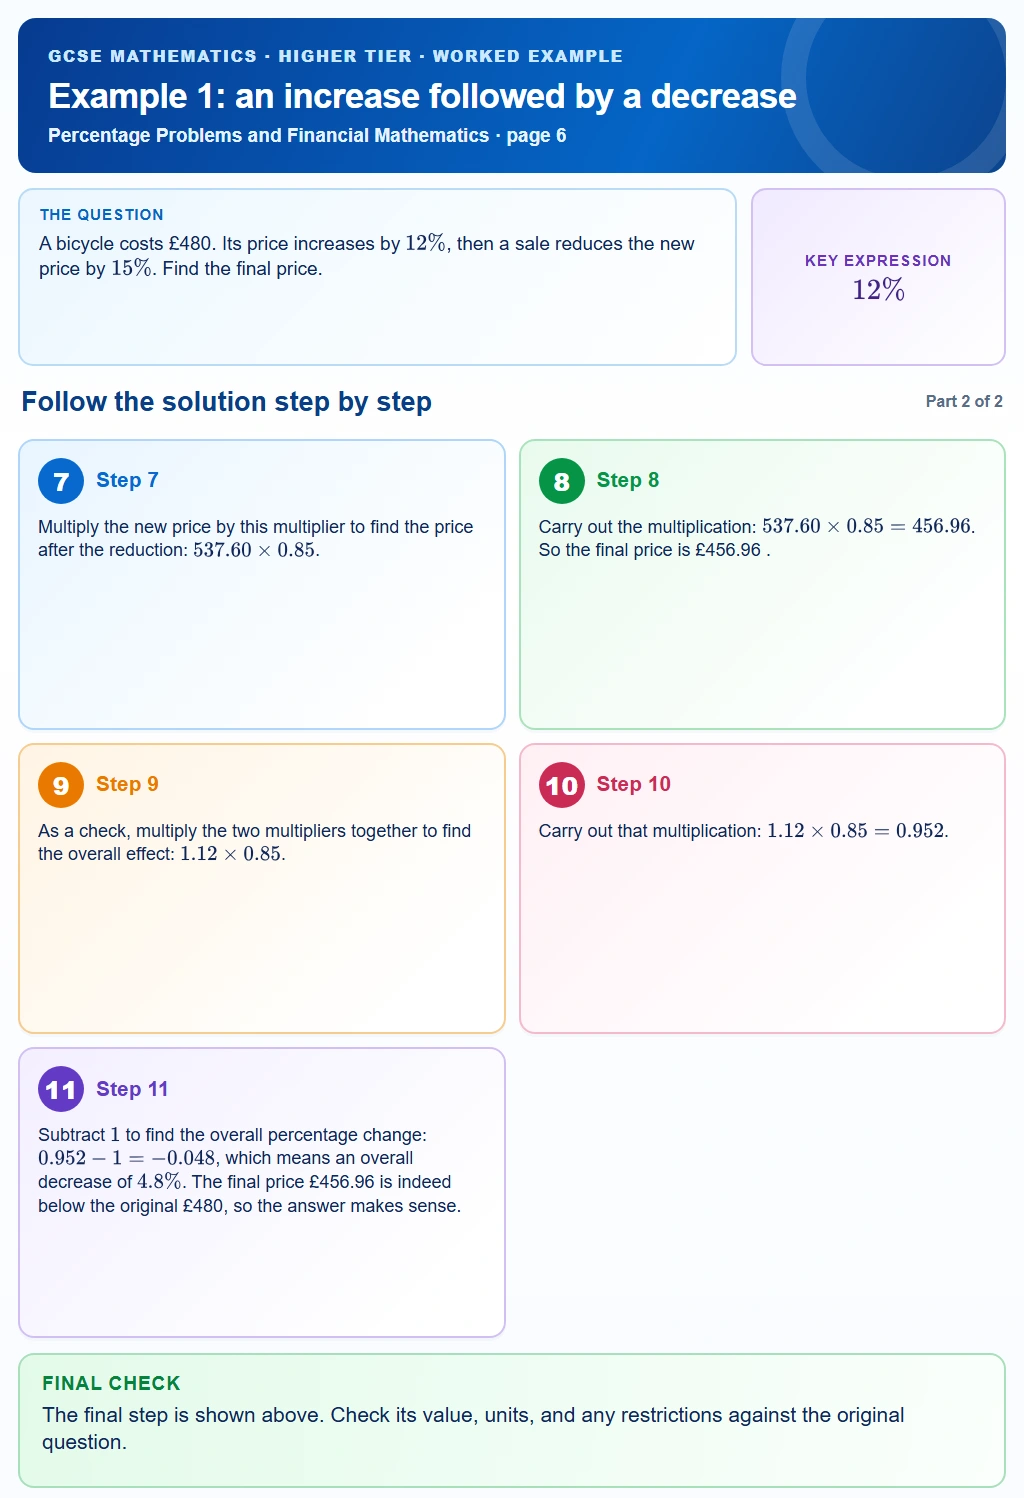 GCSE MATHEMATICS · HIGHER TIER · WORKED EXAMPLE
Example 1: an increase followed by a decrease
Percentage Problems and Financial Mathematics · page 6
THE QUESTION
A bicycle costs £480. Its price increases by 12%, then a sale reduces the new
price by 15%. Find the final price.
KEY EXPRESSION
12%
Follow the solution step by step
Part 2 of 2
7 Step 7
Multiply the new price by this multiplier to find the price
after the reduction: 537.60 × 0.85.
8 Step 8
Carry out the multiplication: 537.60 × 0.85 = 456.96.
So the final price is £456.96 .
9 Step 9
As a check, multiply the two multipliers together to find
the overall effect: 1.12 × 0.85.
10 Step 10
Carry out that multiplication: 1.12 × 0.85 = 0.952.
11 Step 11
Subtract 1 to find the overall percentage change:
0.952 − 1 = −0.048, which means an overall
decrease of 4.8%. The final price £456.96 is indeed
below the original £480, so the answer makes sense.
FINAL CHECK
The final step is shown above. Check its value, units, and any restrictions against the original
question.